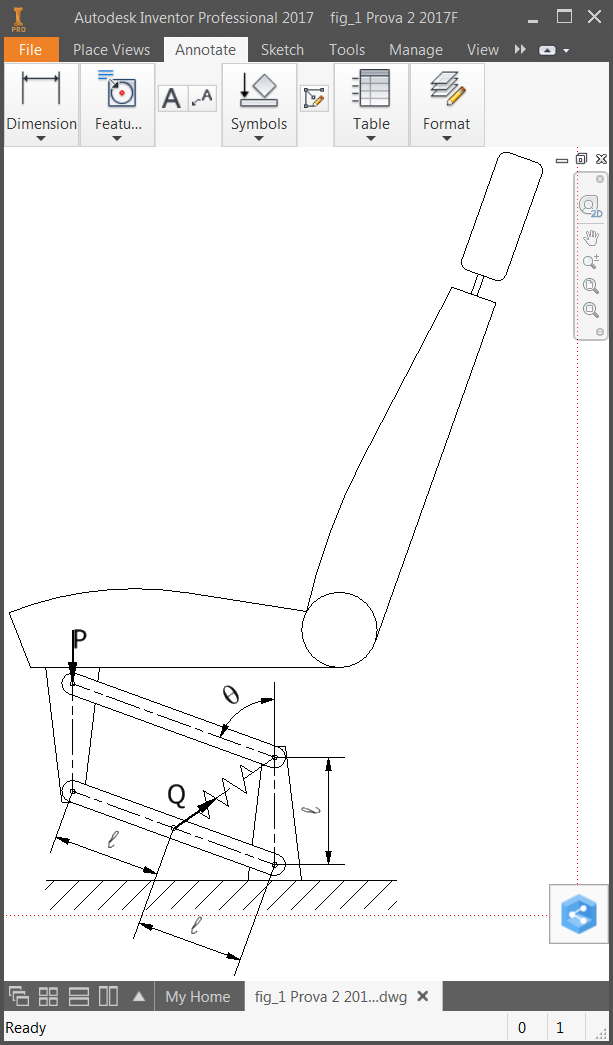 Autodesk Inventor Professional 2017 fig_1 Prova 2 2017F
PRO
File Place Views Annotate Sketch Tools Manage View
Dimension Featu... A A Symbols Table Format
2D
P
θ
Q
ℓ
ℓ
ℓ
My Home fig_1 Prova 2 201...dwg
Ready 0 1